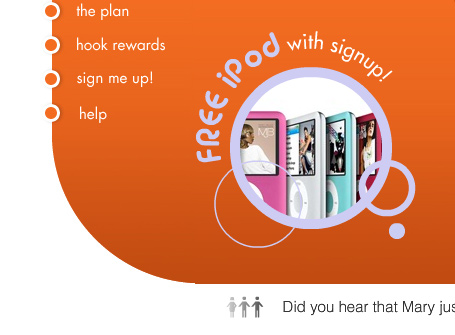 the plan
hook rewards
sign me up!
help
FREE iPod with signup!
Did you hear that Mary jus